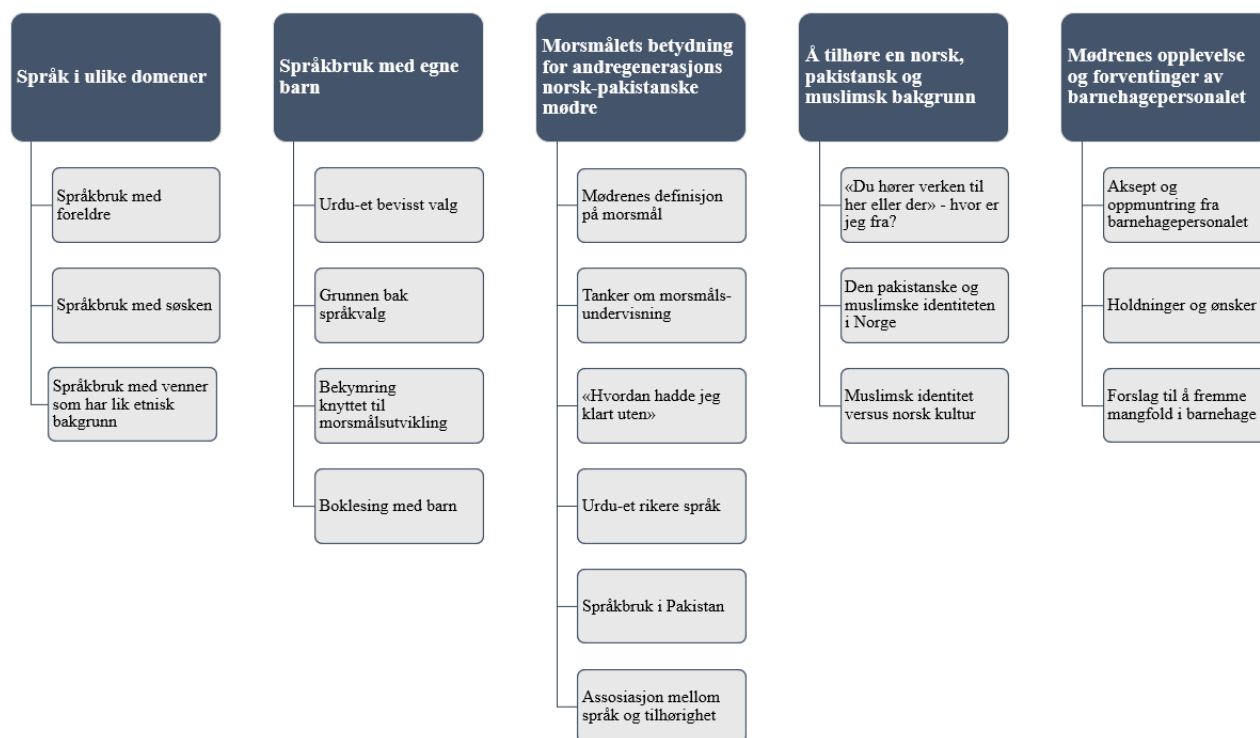 Språk i ulike domener
Språkbruk med
foreldre
Språkbruk med søsken
Språkbruk med venner
som har lik etnisk
bakgrunn
Språkbruk med egne
barn
Urdu-et bevisst valg
Grunnen bak
språkvalg
Bekymring
knyttet til
morsmålsutvikling
Boklesing med barn
Morsmålets betydning
for andregenerasjons
norsk-pakistanske
mødre
Mødrenes definisjon
på morsmål
Tanker om morsmåls-
undervisning
«Hvordan hadde jeg
klart uten»
Urdu-et rikere språk
Språkbruk i Pakistan
Assosiasjon mellom
språk og tilhørighet
Å tilhøre en norsk,
pakistansk og
muslimsk bakgrunn
«Du hører verken til
her eller der» - hvor er
jeg fra?
Den pakistanske og
muslimske identiteten
i Norge
Muslimsk identitet
versus norsk kultur
Mødrenes opplevelse
og forventinger av
barnehagepersonalet
Aksept og
oppmuntring fra
barnehagepersonalet
Holdninger og ønsker
Forslag til å fremme
mangfold i barnehage